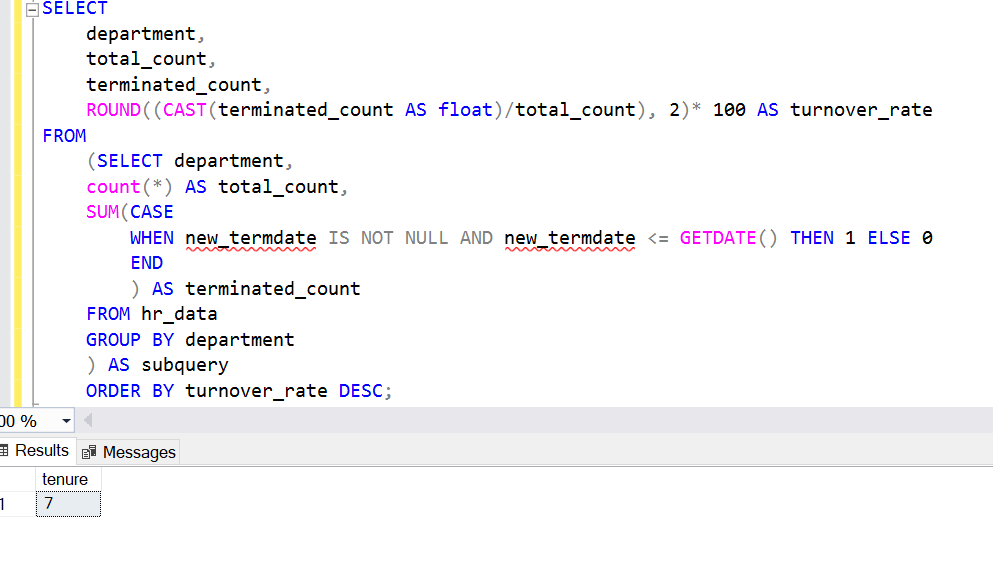 SELECT
department,
total_count,
terminated_count,
ROUND((CAST(terminated_count AS float)/total_count), 2)* 100 AS turnover_rate
FROM
(SELECT department,
count(*) AS total_count,
SUM(CASE
WHEN new_termdate IS NOT NULL AND new_termdate <= GETDATE() THEN 1 ELSE 0
END
) AS terminated_count
FROM hr_data
GROUP BY department
) AS subquery
ORDER BY turnover_rate DESC;
00 %
Results Messages
tenure
1 7